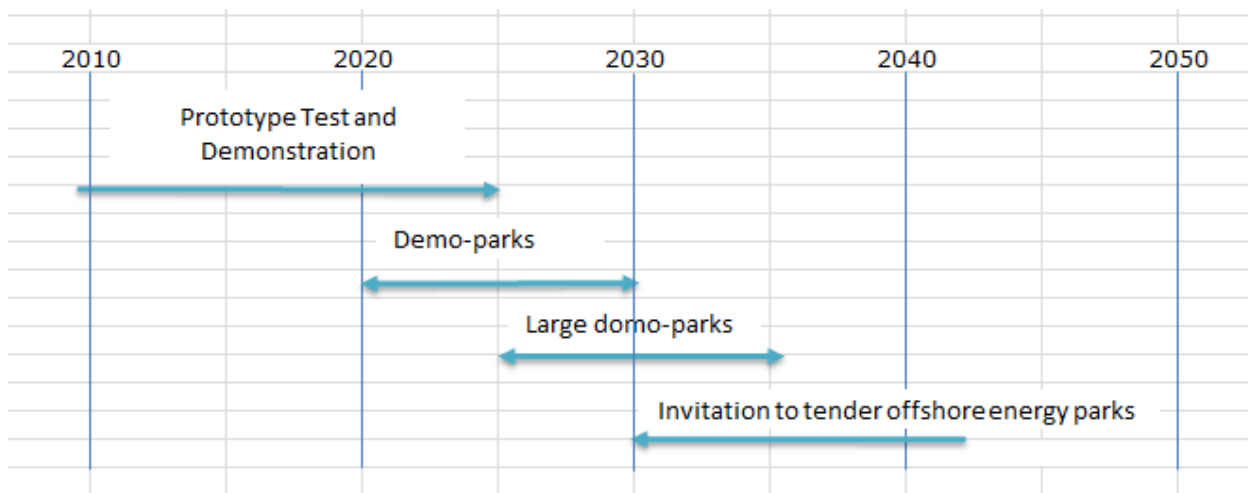 2010 2020 2030 2040 2050
Prototype Test and
Demonstration
Demo-parks
Large domo-parks
Invitation to tender offshore energy parks